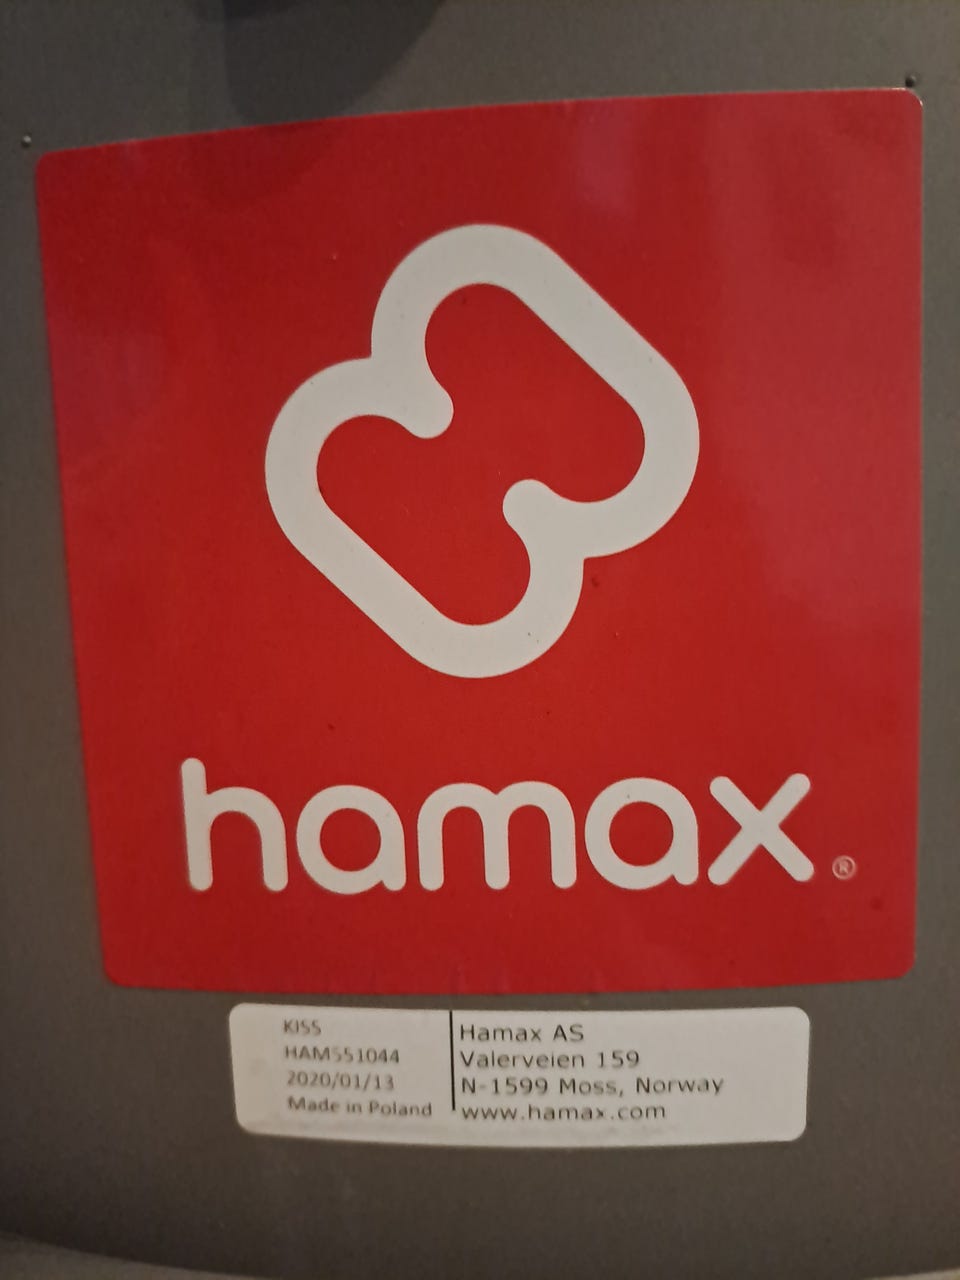 hamax®
KISS
HAM551044
2020/01/13
Made in Poland
Hamax AS
Valerveien 159
N-1599 Moss, Norway
www.hamax.com